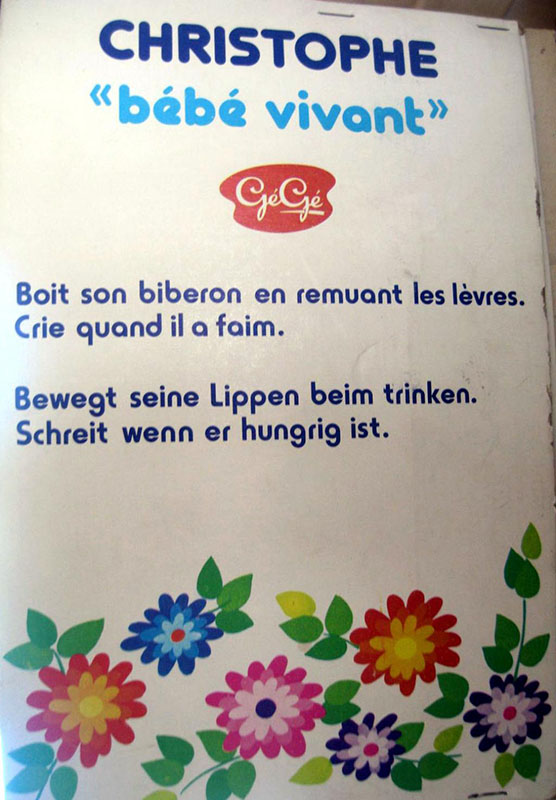 CHRISTOPHE
«bébé vivant»
GéGé
Boit son biberon en remuant les lèvres.
Crie quand il a faim.
Bewegt seine Lippen beim trinken.
Schreit wenn er hungrig ist.